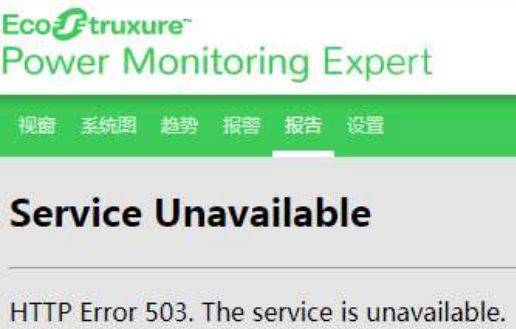 EcoStruxure™
Power Monitoring Expert
视窗 系统图 趋势 报警 报告 设置
Service Unavailable
HTTP Error 503. The service is unavailable.